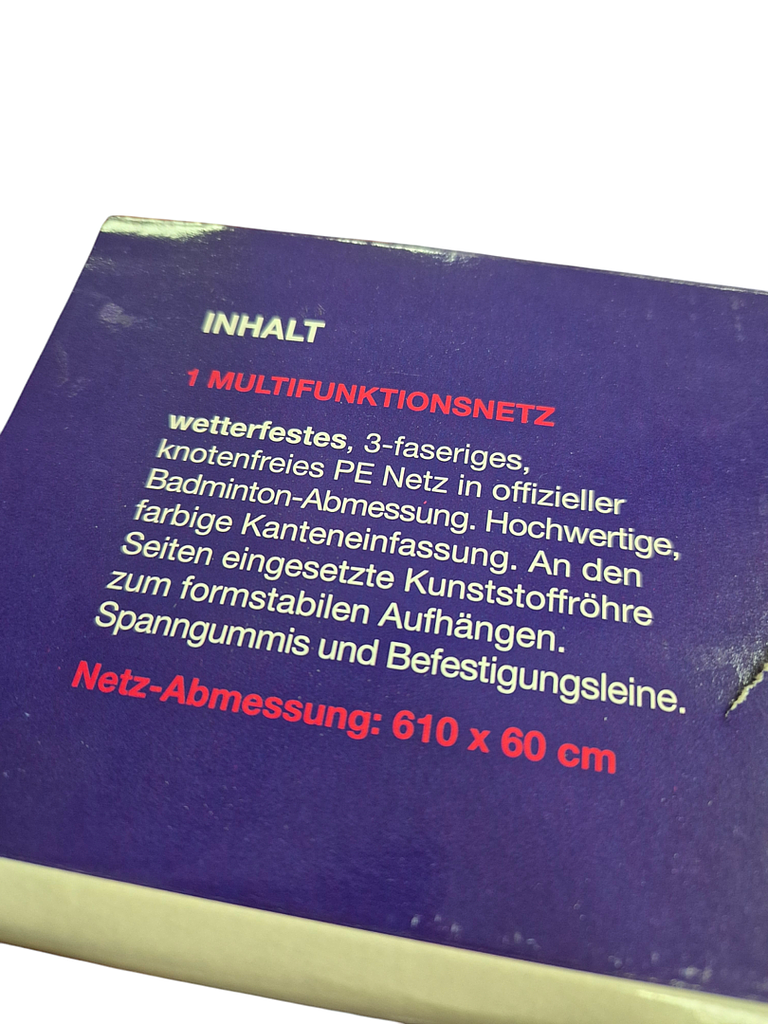 INHALT
1 MULTIFUNKTIONSNETZ
wetterfestes, 3-faseriges,
knotenfreies PE Netz in offizieller
Badminton-Abmessung. Hochwertige,
farbige Kanteneinfassung. An den
Seiten eingesetzte Kunststoffröhre
zum formstabilen Aufhängen.
Spanngummis und Befestigungsleine.
Netz-Abmessung: 610 x 60 cm